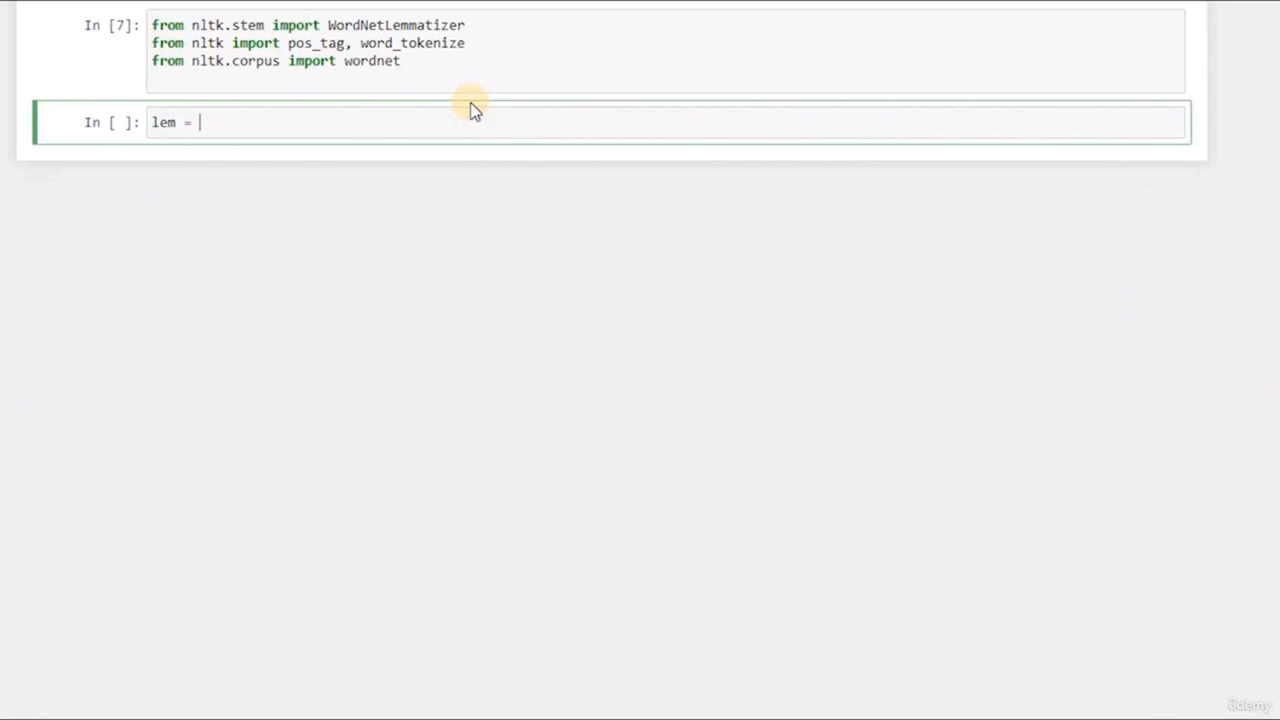 In [7]: from nltk.stem import WordNetLemmatizer
from nltk import pos_tag, word_tokenize
from nltk.corpus import wordnet
In [ ]: lem =
ûdemy